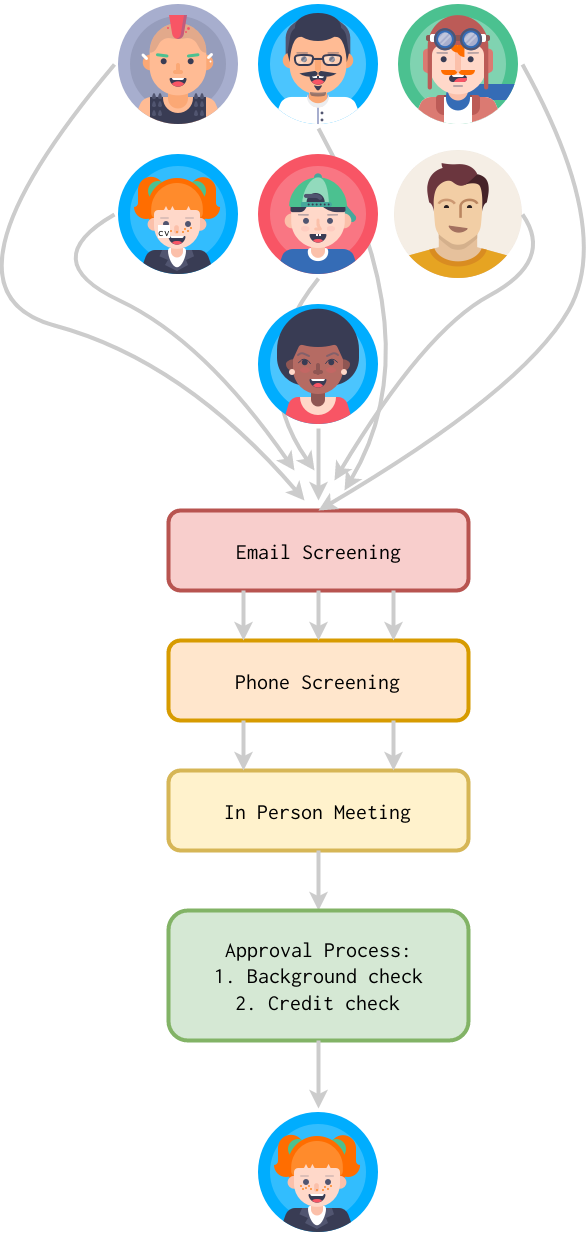 cv
Email Screening
Phone Screening
In Person Meeting
Approval Process:
1. Background check
2. Credit check